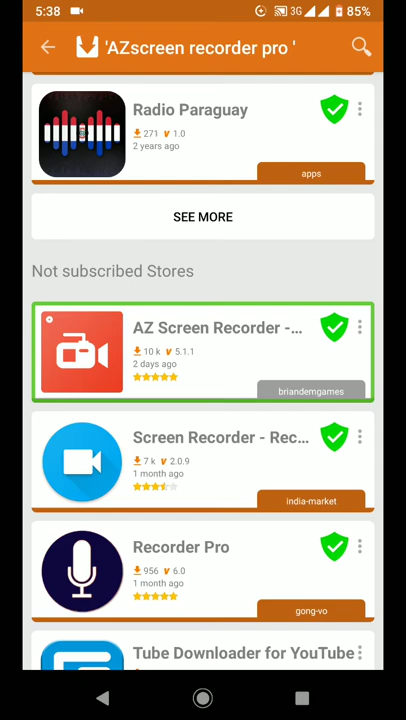 5:38 3G 85%
'AZscreen recorder pro '
Radio Paraguay
271 v 1.0
2 years ago
apps
SEE MORE
Not subscribed Stores
AZ Screen Recorder -...
10 k v 5.1.1
2 days ago
briandemgames
Screen Recorder - Rec...
7 k v 2.0.9
1 month ago
india-market
Recorder Pro
956 v 6.0
1 month ago
gong-vo
Tube Downloader for YouTube